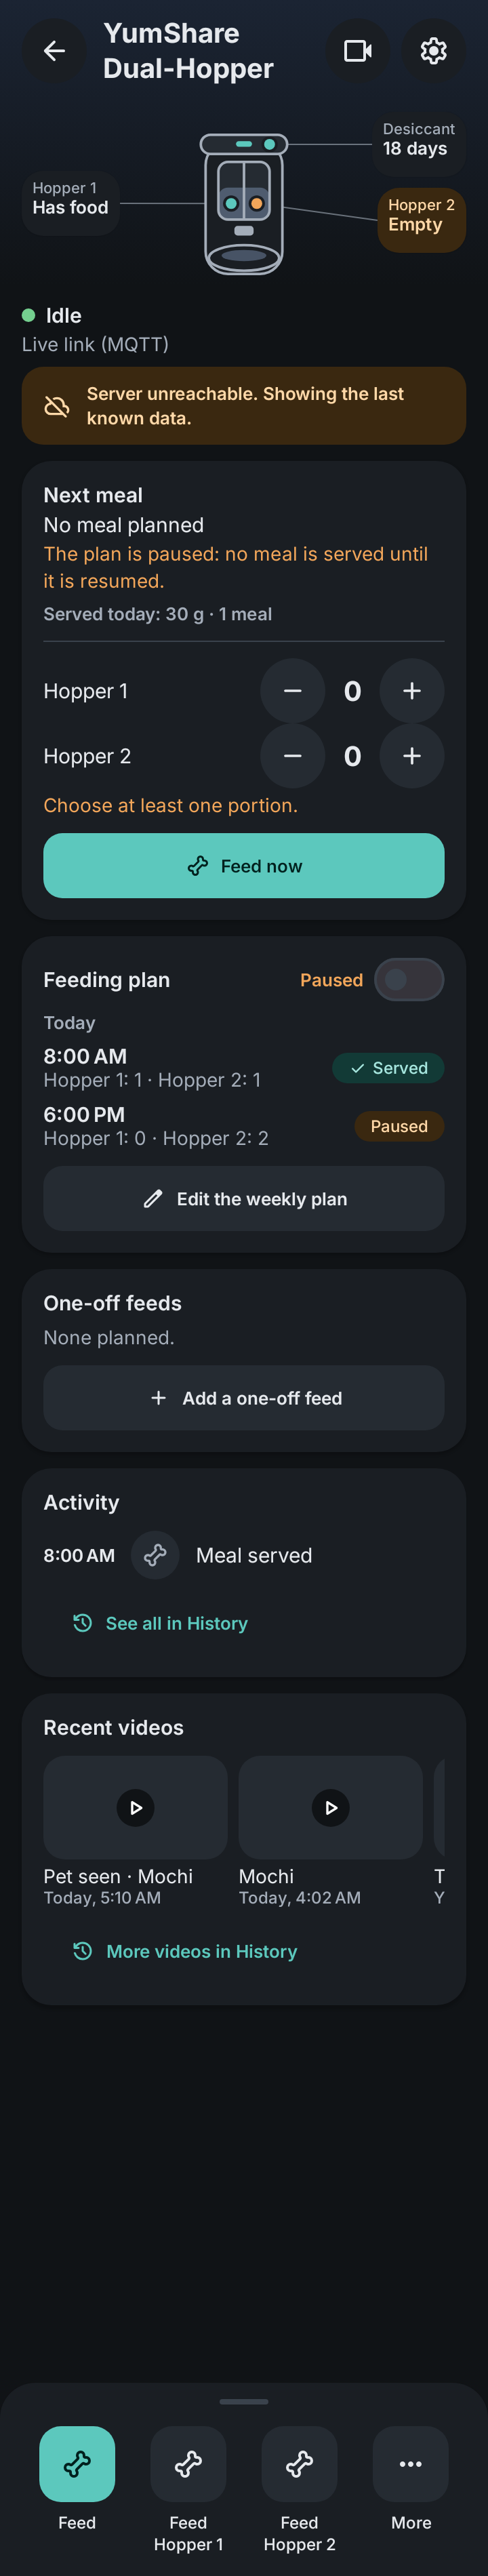 YumShare
Dual-Hopper
Desiccant
18 days
Hopper 1
Has food
Hopper 2
Empty
Idle
Live link (MQTT)
Server unreachable. Showing the last
known data.
Next meal
No meal planned
The plan is paused: no meal is served until
it is resumed.
Served today: 30 g · 1 meal
Hopper 1
0
Hopper 2
0
Choose at least one portion.
Feed now
Feeding plan
Paused
Today
8:00 AM
Hopper 1: 1 · Hopper 2: 1
Served
6:00 PM
Hopper 1: 0 · Hopper 2: 2
Paused
Edit the weekly plan
One-off feeds
None planned.
Add a one-off feed
Activity
8:00 AM
Meal served
See all in History
Recent videos
Pet seen · Mochi
Today, 5:10 AM
Mochi
Today, 4:02 AM
T
Y
More videos in History
Feed
Feed
Hopper 1
Feed
Hopper 2
More